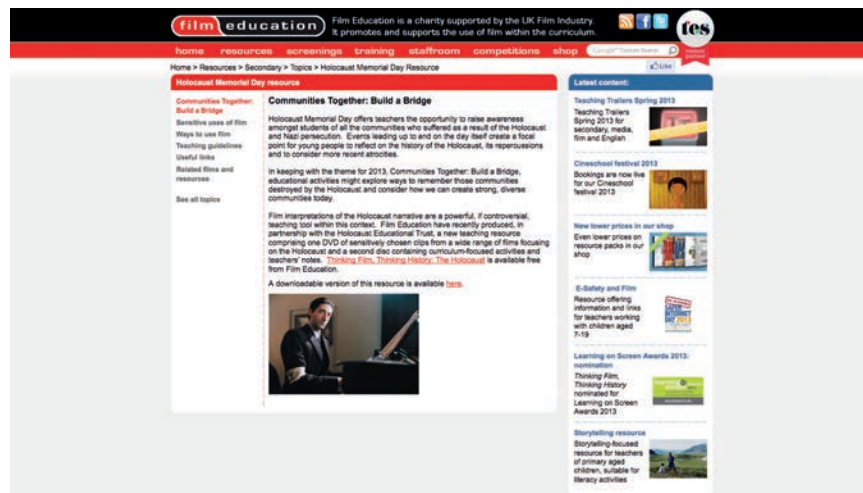 film education
Film Education is a charity supported by the UK Film Industry.
It promotes and supports the use of film within the curriculum.
fes
home resources screenings training staffroom competitions shop
Google Custom Search
Home > Resources > Secondary > Topics > Holocaust Memorial Day Resource
Like
Holocaust Memorial Day resource
Communities Together:
Build a Bridge
Sensitive uses of film
Ways to use film
Teaching guidelines
Useful links
Related films and
resources
See all topics
Communities Together: Build a Bridge
Holocaust Memorial Day offers teachers the opportunity to raise awareness
amongst students of all the communities who suffered as a result of the Holocaust
and Nazi persecution. Events leading up to and on the day itself create a focal
point for young people to reflect on the history of the Holocaust, its repercussions
and to consider more recent atrocities.
In keeping with the theme for 2013, Communities Together: Build a Bridge,
educational activities might explore ways to remember those communities
destroyed by the Holocaust and consider how we can create strong, diverse
communities today.
Film interpretations of the Holocaust narrative are a powerful, if controversial,
teaching tool within this context. Film Education have recently produced, in
partnership with the Holocaust Educational Trust, a new teaching resource
comprising one DVD of sensitively chosen clips from a wide range of films focusing
on the Holocaust and a second disc containing curriculum-focused activities and
teachers' notes. Thinking Film, Thinking History: The Holocaust is available free
from Film Education.
A downloadable version of this resource is available here.
Latest content:
Teaching Trailers Spring 2013
Teaching Trailers
Spring 2013 for
secondary, media,
film and English
Cineschool festival 2013
Bookings are now live
for our Cineschool
festival 2013
New lower prices in our shop
Even lower prices on
resource packs in our
shop
E-Safety and Film
Resource offering
information and links
for teachers working
with children aged
7-19
SAFER
INTERNET
DAY 2013
Learning on Screen Awards 2013:
nomination
Thinking Film,
Thinking History
nominated for
Learning on Screen
Awards 2013
Storytelling resource
Storytelling-focused
resource for teachers
of primary aged
children, suitable for
literacy activities